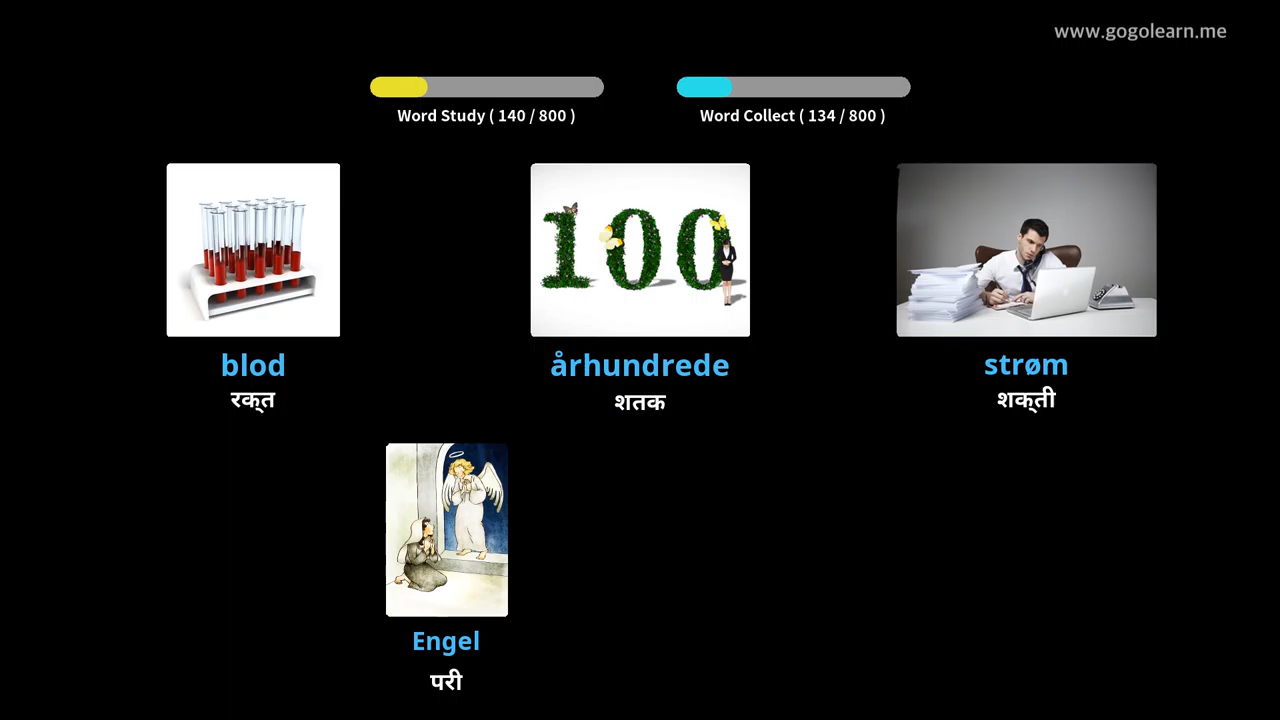 www.gogolearn.me
Word Study ( 140 / 800 )
Word Collect ( 134 / 800 )
100
blod
रक्त
århundrede
शतक
strøm
शक्ती
Engel
परी